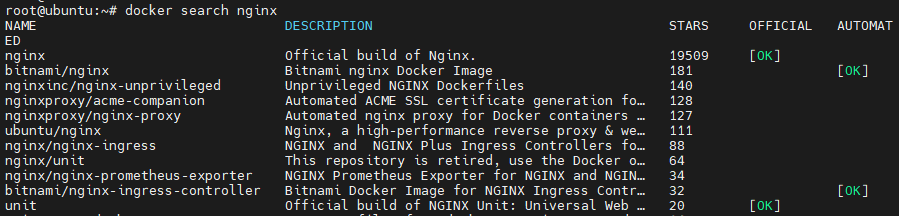 root@ubuntu:~# docker search nginx
NAME DESCRIPTION STARS OFFICIAL AUTOMAT
ED
nginx Official build of Nginx. 19509 [OK]
bitnami/nginx Bitnami nginx Docker Image 181 [OK]
nginxinc/nginx-unprivileged Unprivileged NGINX Dockerfiles 140
nginxproxy/acme-companion Automated ACME SSL certificate generation fo… 128
nginxproxy/nginx-proxy Automated nginx proxy for Docker containers … 127
ubuntu/nginx Nginx, a high-performance reverse proxy & we… 111
nginx/nginx-ingress NGINX and  NGINX Plus Ingress Controllers fo… 88
nginx/unit This repository is retired, use the Docker o… 64
nginx/nginx-prometheus-exporter NGINX Prometheus Exporter for NGINX and NGIN… 34
bitnami/nginx-ingress-controller Bitnami Docker Image for NGINX Ingress Contr… 32 [OK]
unit Official build of NGINX Unit: Universal Web … 20 [OK]